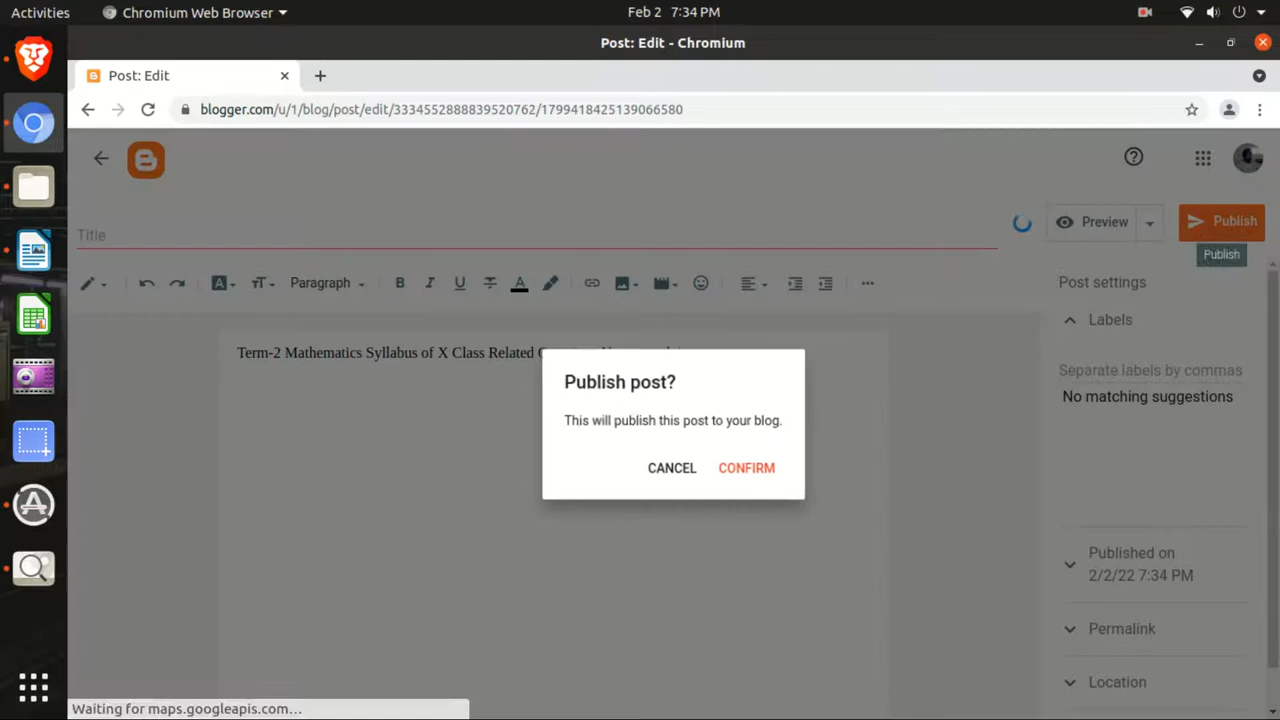 Activities
Chromium Web Browser
Feb 2 7:34 PM
Post: Edit - Chromium
Post: Edit
blogger.com/u/1/blog/post/edit/3334552888839520762/1799418425139066580
Title
Preview
Publish
Publish
Paragraph
Post settings
Labels
Separate labels by commas
No matching suggestions
Term-2 Mathematics Syllabus of X Class Related
Publish post?
This will publish this post to your blog.
CANCEL
CONFIRM
Published on
2/2/22 7:34 PM
Permalink
Location
Waiting for maps.googleapis.com...